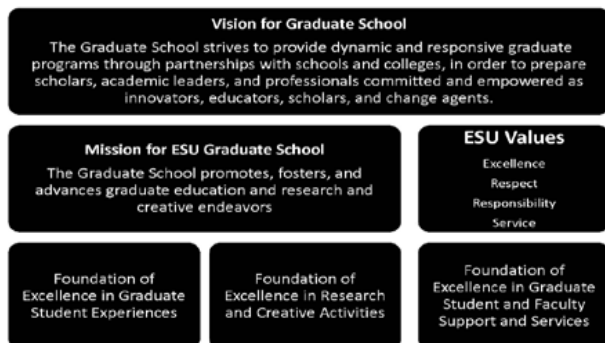 Vision for Graduate School
The Graduate School strives to provide dynamic and responsive graduate
programs through partnerships with schools and colleges, in order to prepare
scholars, academic leaders, and professionals committed and empowered as
innovators, educators, scholars, and change agents.
Mission for ESU Graduate School
The Graduate School promotes, fosters, and
advances graduate education and research and
creative endeavors
ESU Values
Excellence
Respect
Responsibility
Service
Foundation of
Excellence in Graduate
Student Experiences
Foundation of
Excellence in Research
and Creative Activities
Foundation of
Excellence in Graduate
Student and Faculty
Support and Services